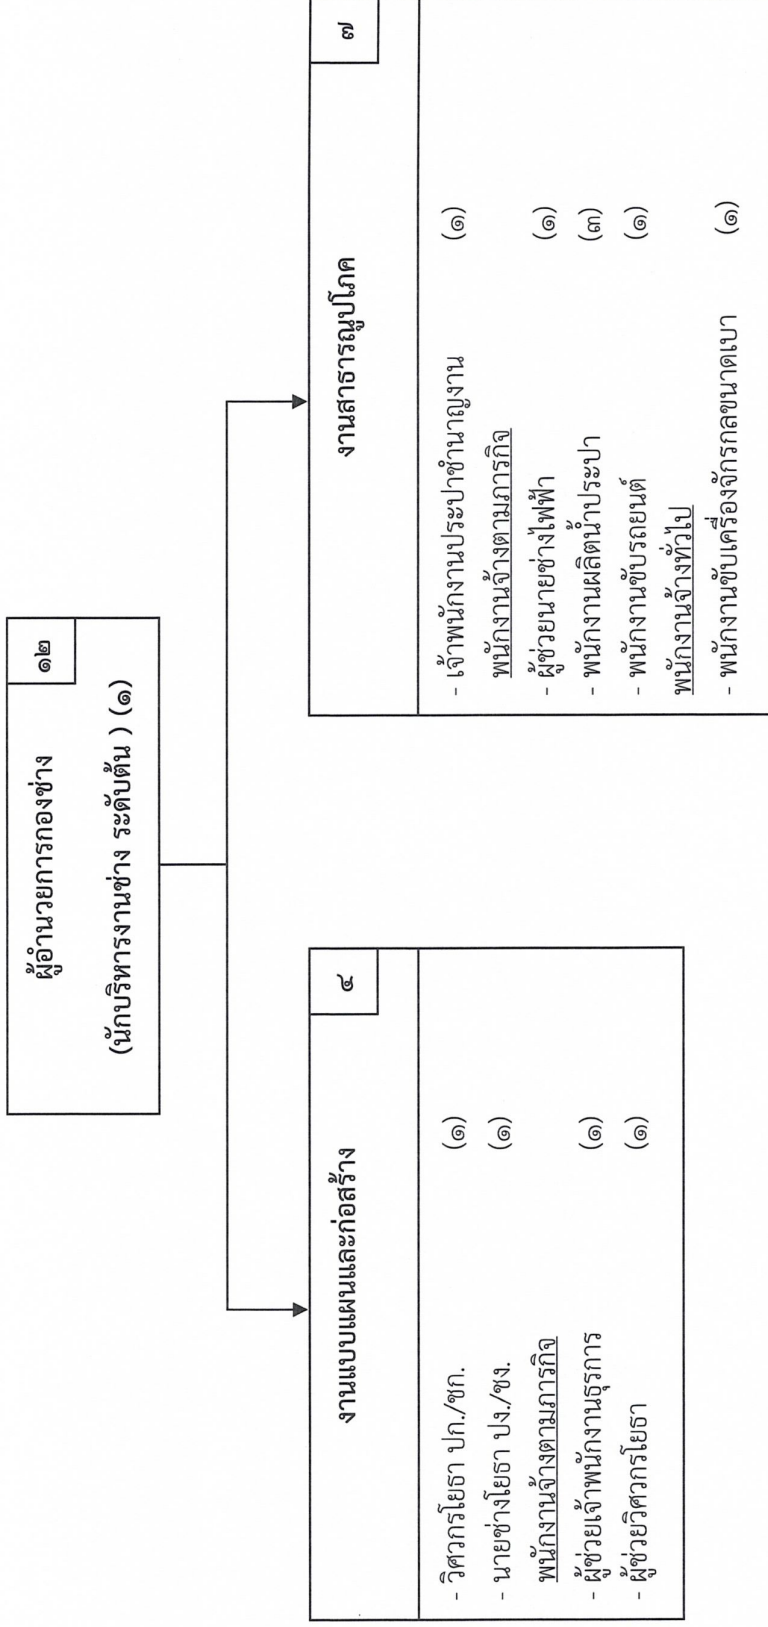 ผู้อำนวยการกองช่าง
๑๒
(นักบริหารงานช่าง ระดับต้น ) (๑)
งานแบบแผนและก่อสร้าง
๔
- วิศวกรโยธา ปก./ชก. (๑)
- นายช่างโยธา ปง./ชง. (๑)
พนักงานจ้างตามภารกิจ
- ผู้ช่วยเจ้าพนักงานธุรการ (๑)
- ผู้ช่วยวิศวกรโยธา (๑)
งานสาธารณูปโภค
๗
- เจ้าพนักงานประปาชำนาญงาน (๑)
พนักงานจ้างตามภารกิจ
- ผู้ช่วยนายช่างไฟฟ้า (๑)
- พนักงานผลิตน้ำประปา (๓)
- พนักงานขับรถยนต์ (๑)
พนักงานจ้างทั่วไป
- พนักงานขับเครื่องจักรกลขนาดเบา (๑)